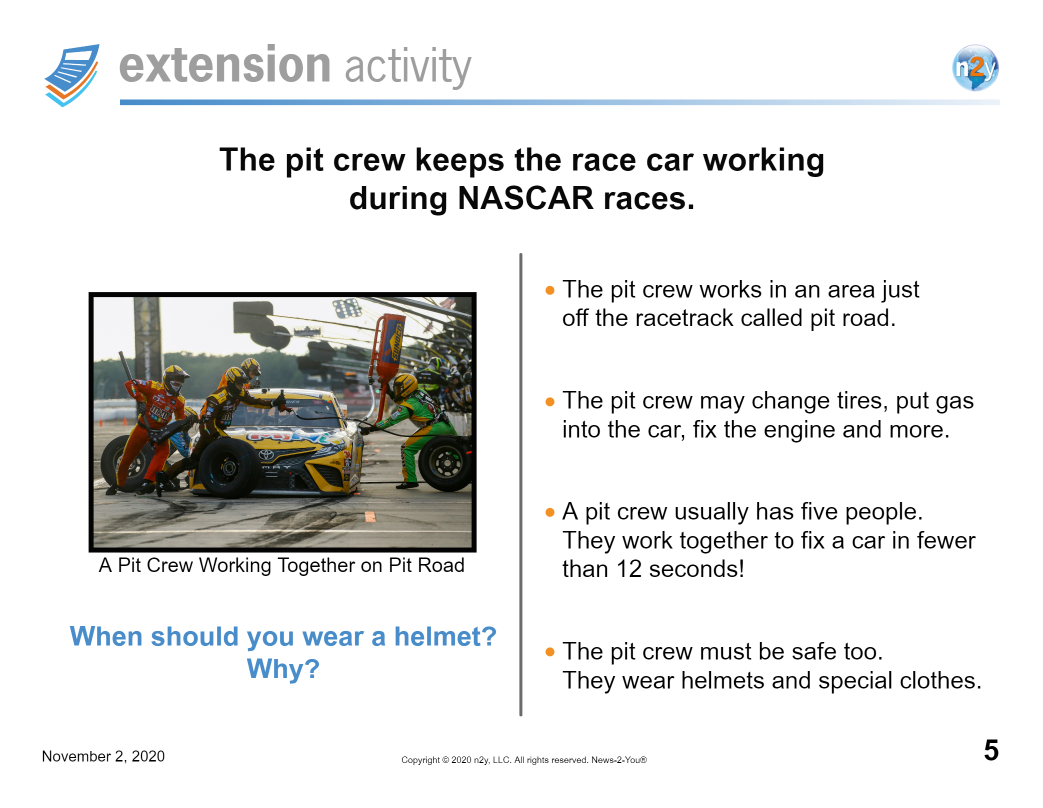 extension activity
n2y
The pit crew keeps the race car working
during NASCAR races.
SUNOCO
A Pit Crew Working Together on Pit Road
When should you wear a helmet?
Why?
• The pit crew works in an area just
off the racetrack called pit road.
• The pit crew may change tires, put gas
into the car, fix the engine and more.
• A pit crew usually has five people.
They work together to fix a car in fewer
than 12 seconds!
• The pit crew must be safe too.
They wear helmets and special clothes.
November 2, 2020
Copyright © 2020 n2y, LLC. All rights reserved. News-2-You®
5